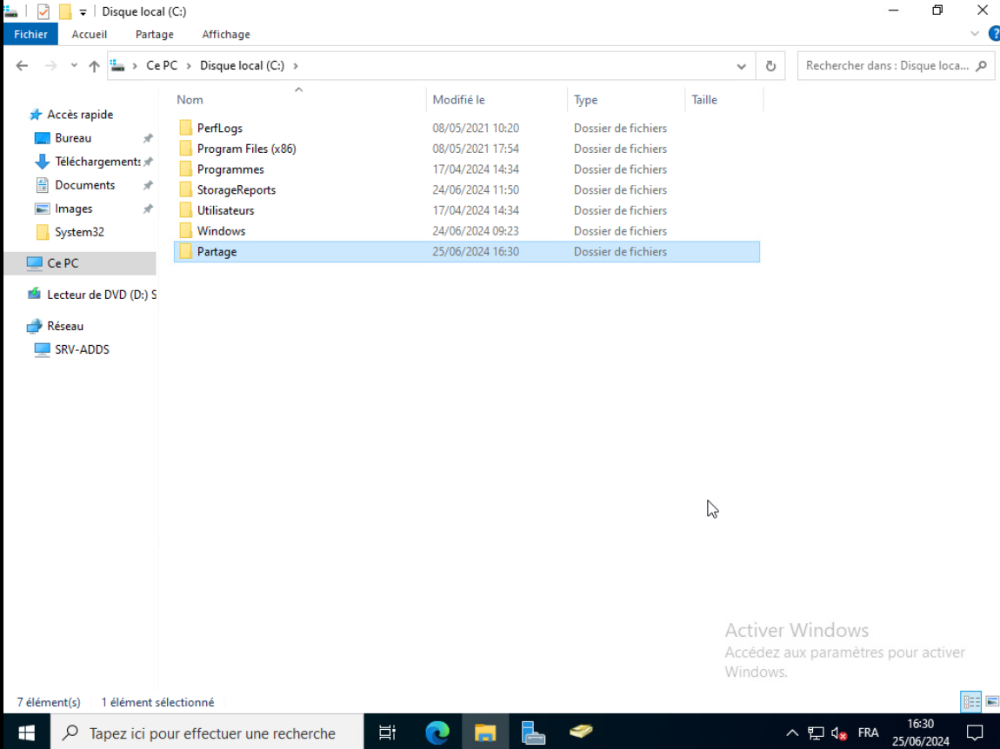 Disque local (C:)
Fichier Accueil Partage Affichage
Ce PC Disque local (C:) Rechercher dans : Disque loca...
Nom Modifié le Type Taille
Accès rapide
Bureau
Téléchargements
Documents
Images
System32
Ce PC
Lecteur de DVD (D:) S
Réseau
SRV-ADDS
PerfLogs 08/05/2021 10:20 Dossier de fichiers
Program Files (x86) 08/05/2021 17:54 Dossier de fichiers
Programmes 17/04/2024 14:34 Dossier de fichiers
StorageReports 24/06/2024 11:50 Dossier de fichiers
Utilisateurs 17/04/2024 14:34 Dossier de fichiers
Windows 24/06/2024 09:23 Dossier de fichiers
Partage 25/06/2024 16:30 Dossier de fichiers
Activer Windows
Accédez aux paramètres pour activer
Windows.
7 élément(s) 1 élément sélectionné
Tapez ici pour effectuer une recherche
FRA
16:30
25/06/2024